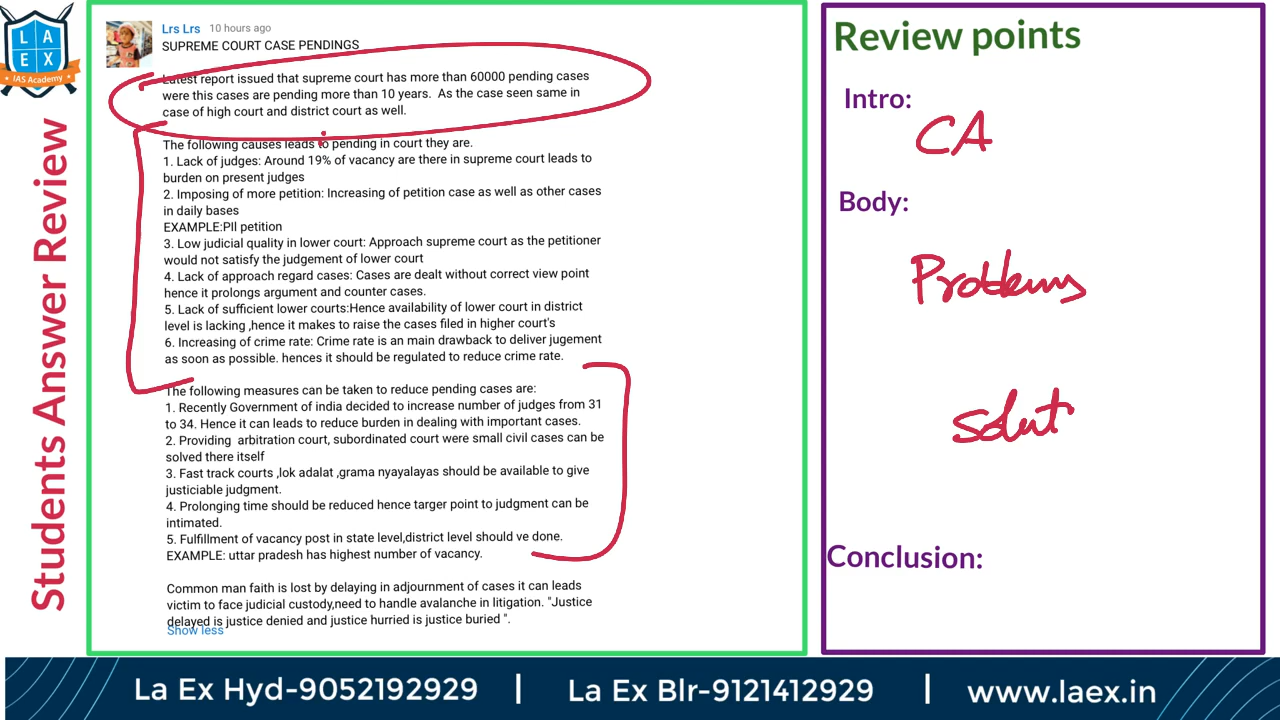 LA
EX
IAS Academy
Students Answer Review
Lrs Lrs 10 hours ago
SUPREME COURT CASE PENDINGS
Latest report issued that supreme court has more than 60000 pending cases
were this cases are pending more than 10 years. As the case seen same in
case of high court and district court as well.
The following causes leads to pending in court they are.
1. Lack of judges: Around 19% of vacancy are there in supreme court leads to
burden on present judges
2. Imposing of more petition: Increasing of petition case as well as other cases
in daily bases
EXAMPLE:PIl petition
3. Low judicial quality in lower court: Approach supreme court as the petitioner
would not satisfy the judgement of lower court
4. Lack of approach regard cases: Cases are dealt without correct view point
hence it prolongs argument and counter cases.
5. Lack of sufficient lower courts:Hence availability of lower court in district
level is lacking ,hence it makes to raise the cases filed in higher court's
6. Increasing of crime rate: Crime rate is an main drawback to deliver jugement
as soon as possible. hences it should be regulated to reduce crime rate.
The following measures can be taken to reduce pending cases are:
1. Recently Government of india decided to increase number of judges from 31
to 34. Hence it can leads to reduce burden in dealing with important cases.
2. Providing arbitration court, subordinated court were small civil cases can be
solved there itself
3. Fast track courts ,lok adalat ,grama nyayalayas should be available to give
justiciable judgment.
4. Prolonging time should be reduced hence targer point to judgment can be
intimated.
5. Fulfillment of vacancy post in state level,district level should ve done.
EXAMPLE: uttar pradesh has highest number of vacancy.
Common man faith is lost by delaying in adjournment of cases it can leads
victim to face judicial custody,need to handle avalanche in litigation. "Justice
delayed is justice denied and justice hurried is justice buried ".
Show less
Review points
Intro:
CA
Body:
Problems
Solut
Conclusion:
La Ex Hyd-9052192929 | La Ex Blr-9121412929 | www.laex.in